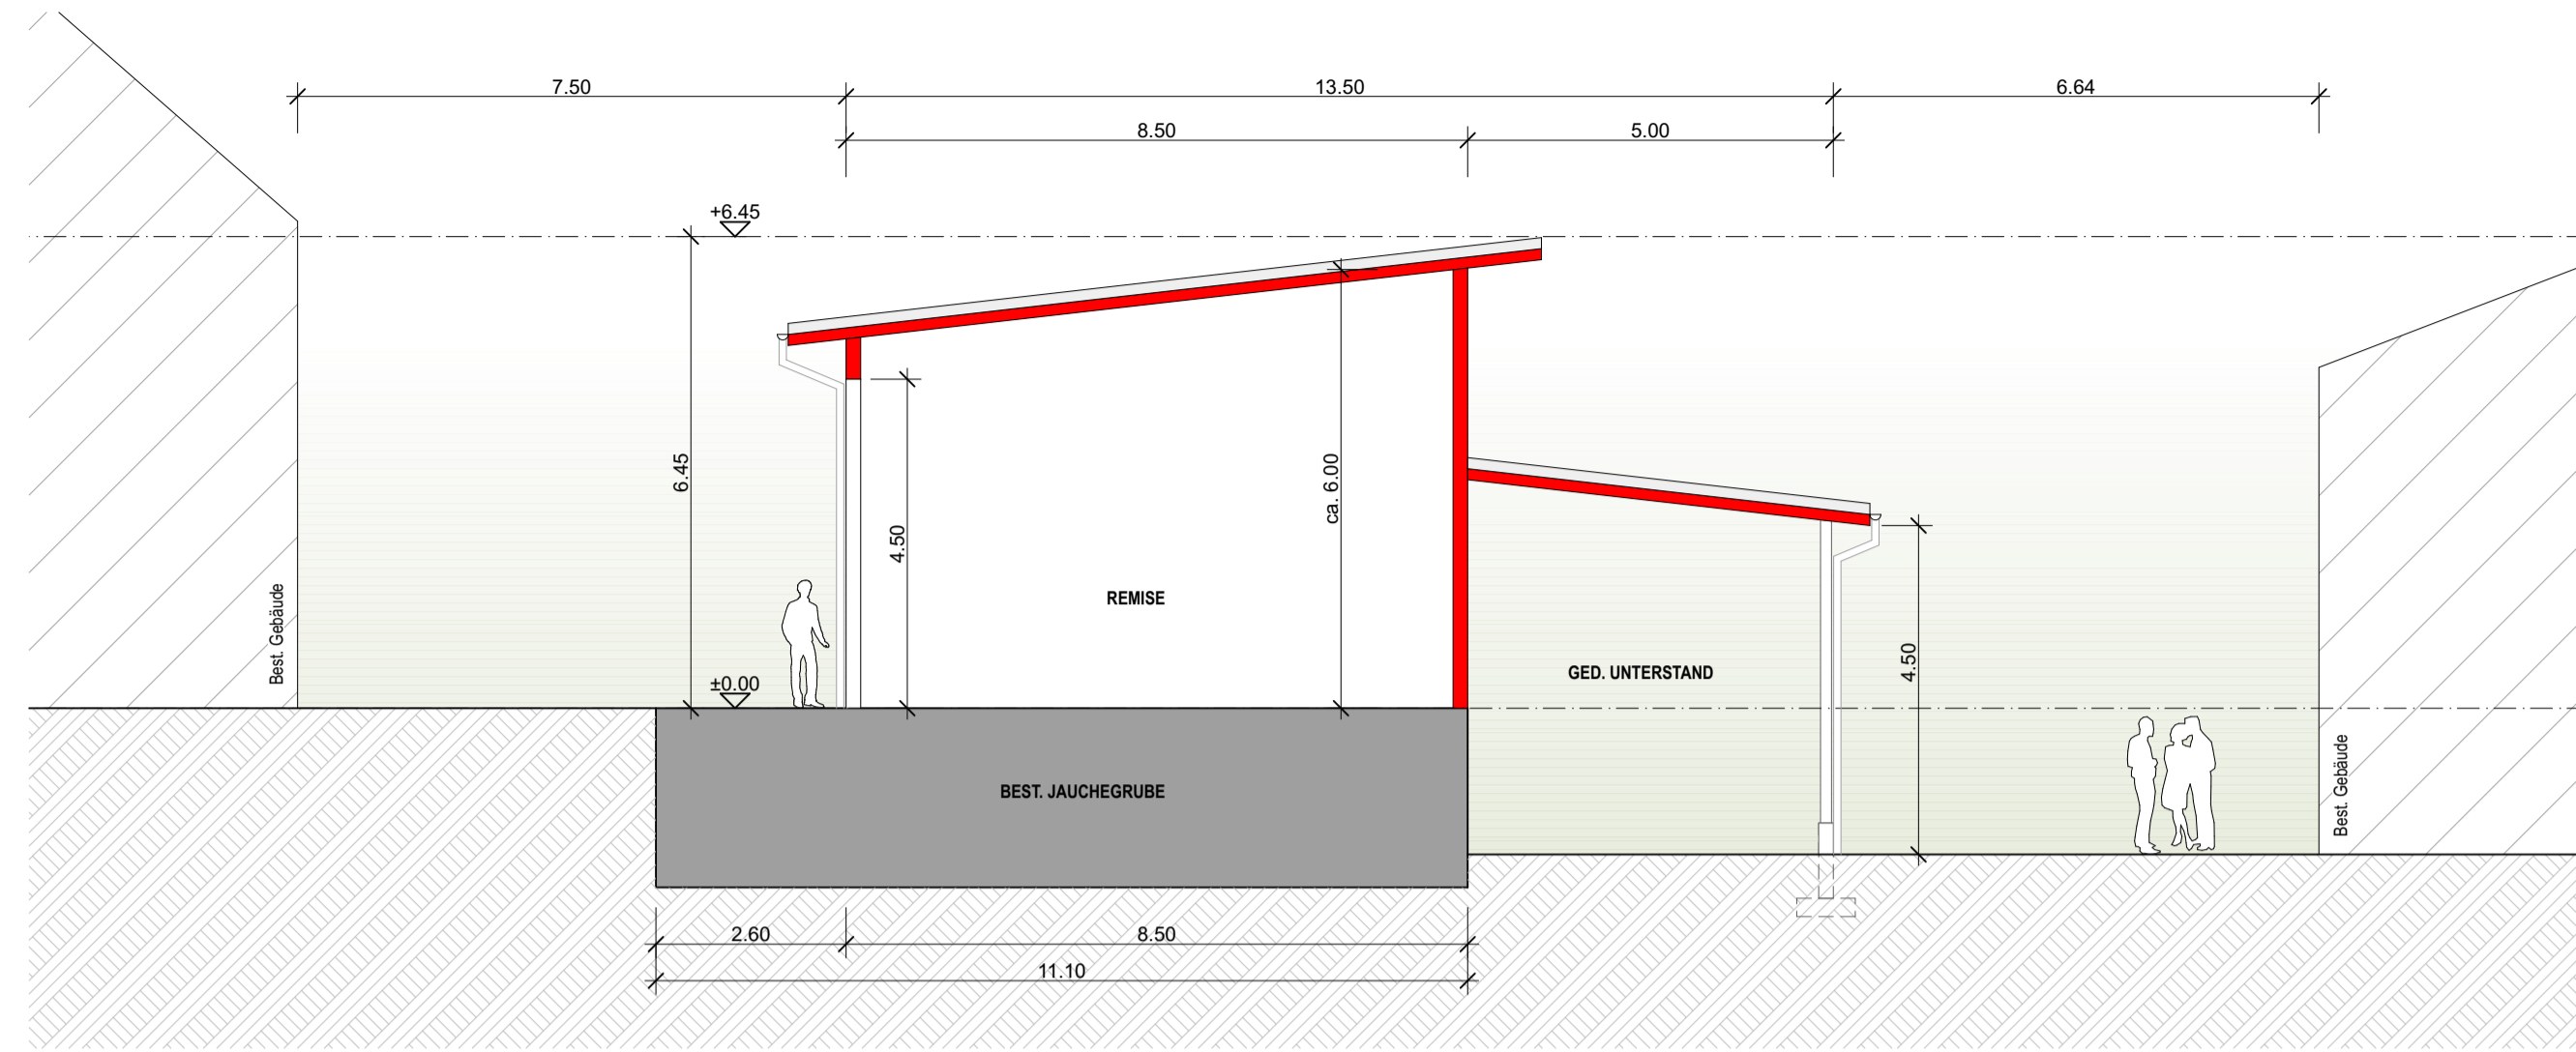 7.50
13.50
6.64
8.50
5.00
+6.45
6.45
4.50
ca. 6.00
REMISE
Best. Gebäude
±0.00
GED. UNTERSTAND
4.50
BEST. JAUCHEGRUBE
Best. Gebäude
2.60
8.50
11.10